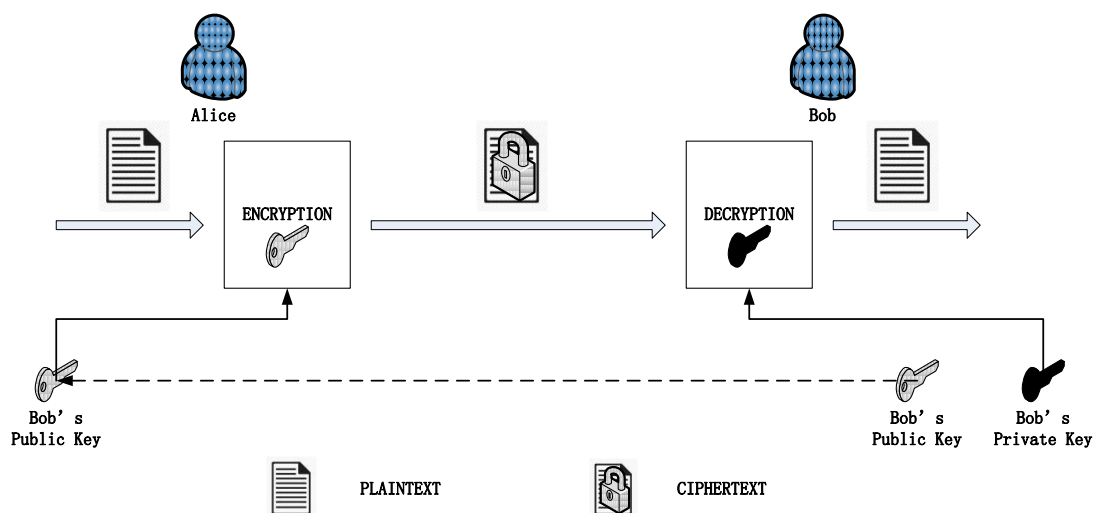 Alice
Bob
ENCRYPTION
DECRYPTION
Bob’s
Public Key
Bob’s
Public Key
Bob’s
Private Key
PLAINTEXT
CIPHERTEXT